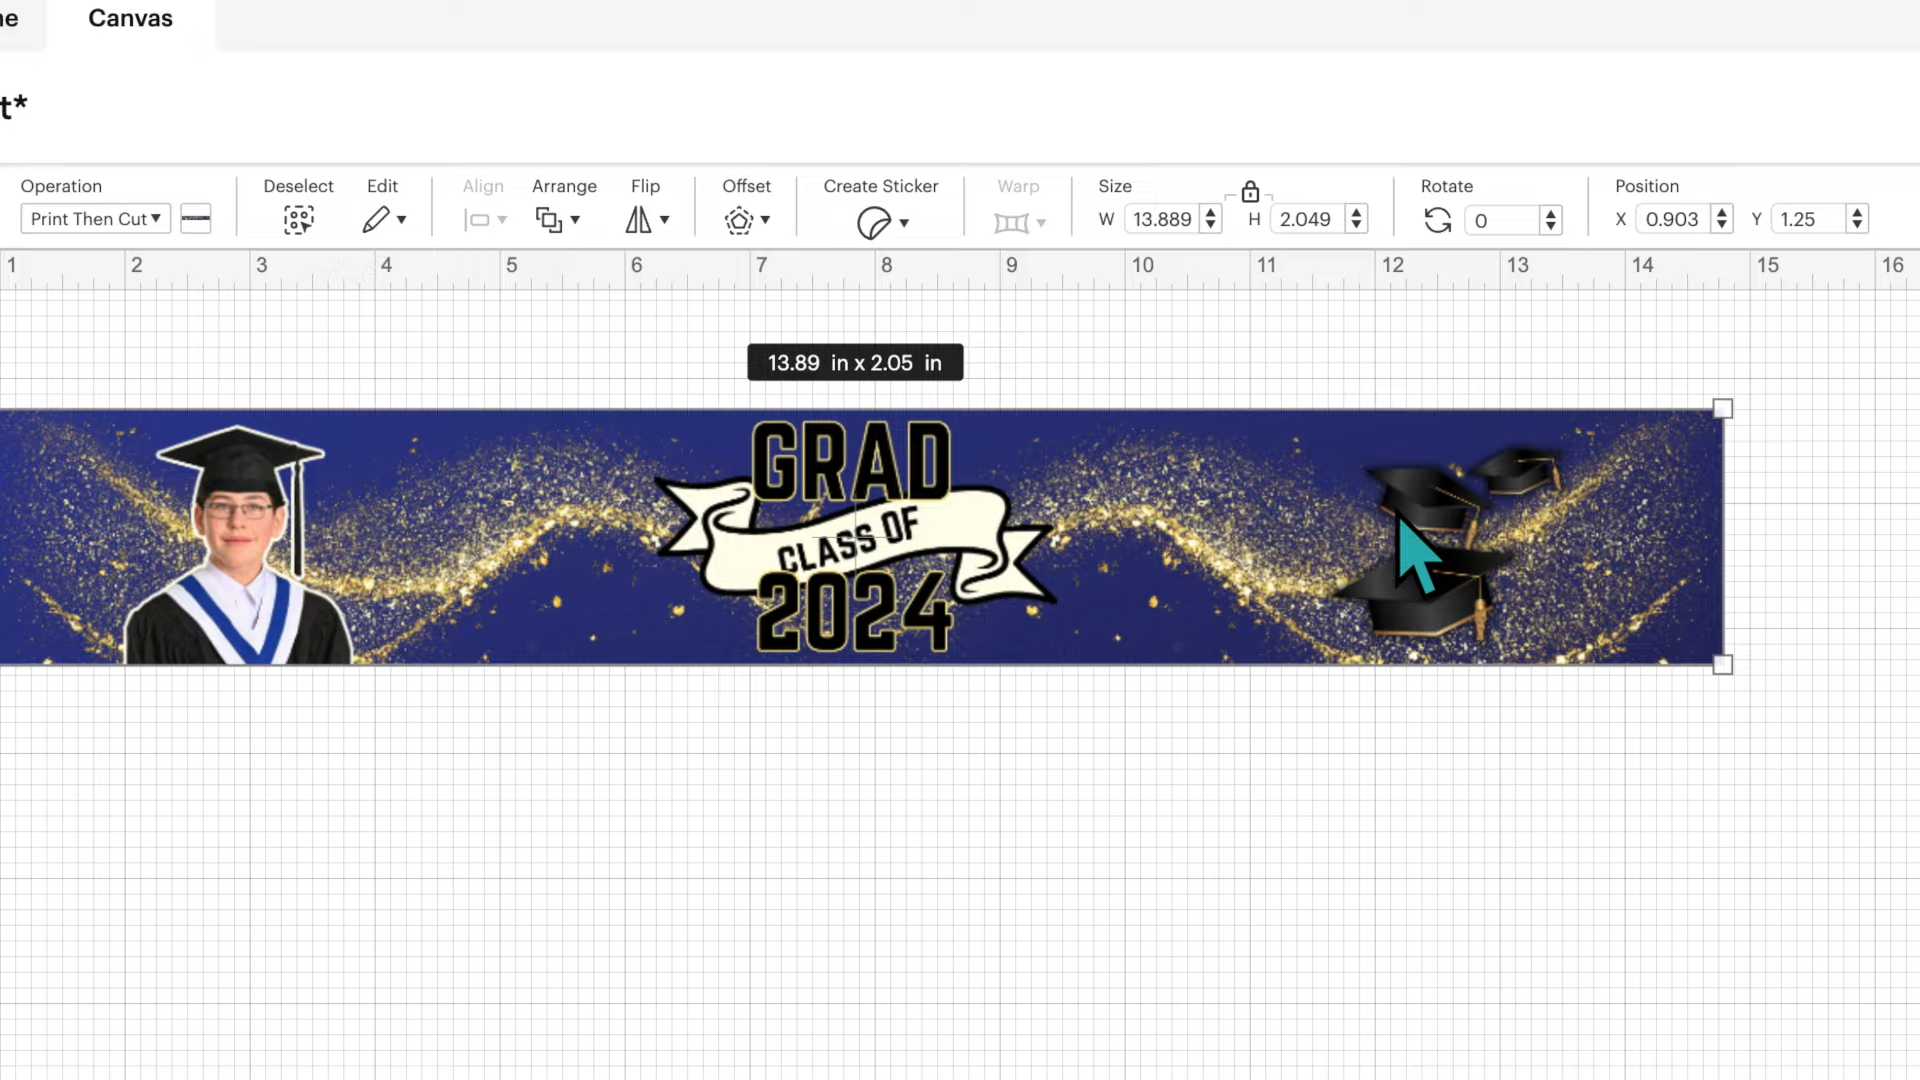 ne
Canvas
t*
Operation
Deselect
Edit
Align
Arrange
Flip
Offset
Create Sticker
Warp
Size
Rotate
Position
Print Then Cut
W 13.889
H 2.049
0
X 0.903
Y 1.25
1 2 3 4 5 6 7 8 9 10 11 12 13 14 15 16
13.89 in x 2.05 in
GRAD
CLASS OF
2024